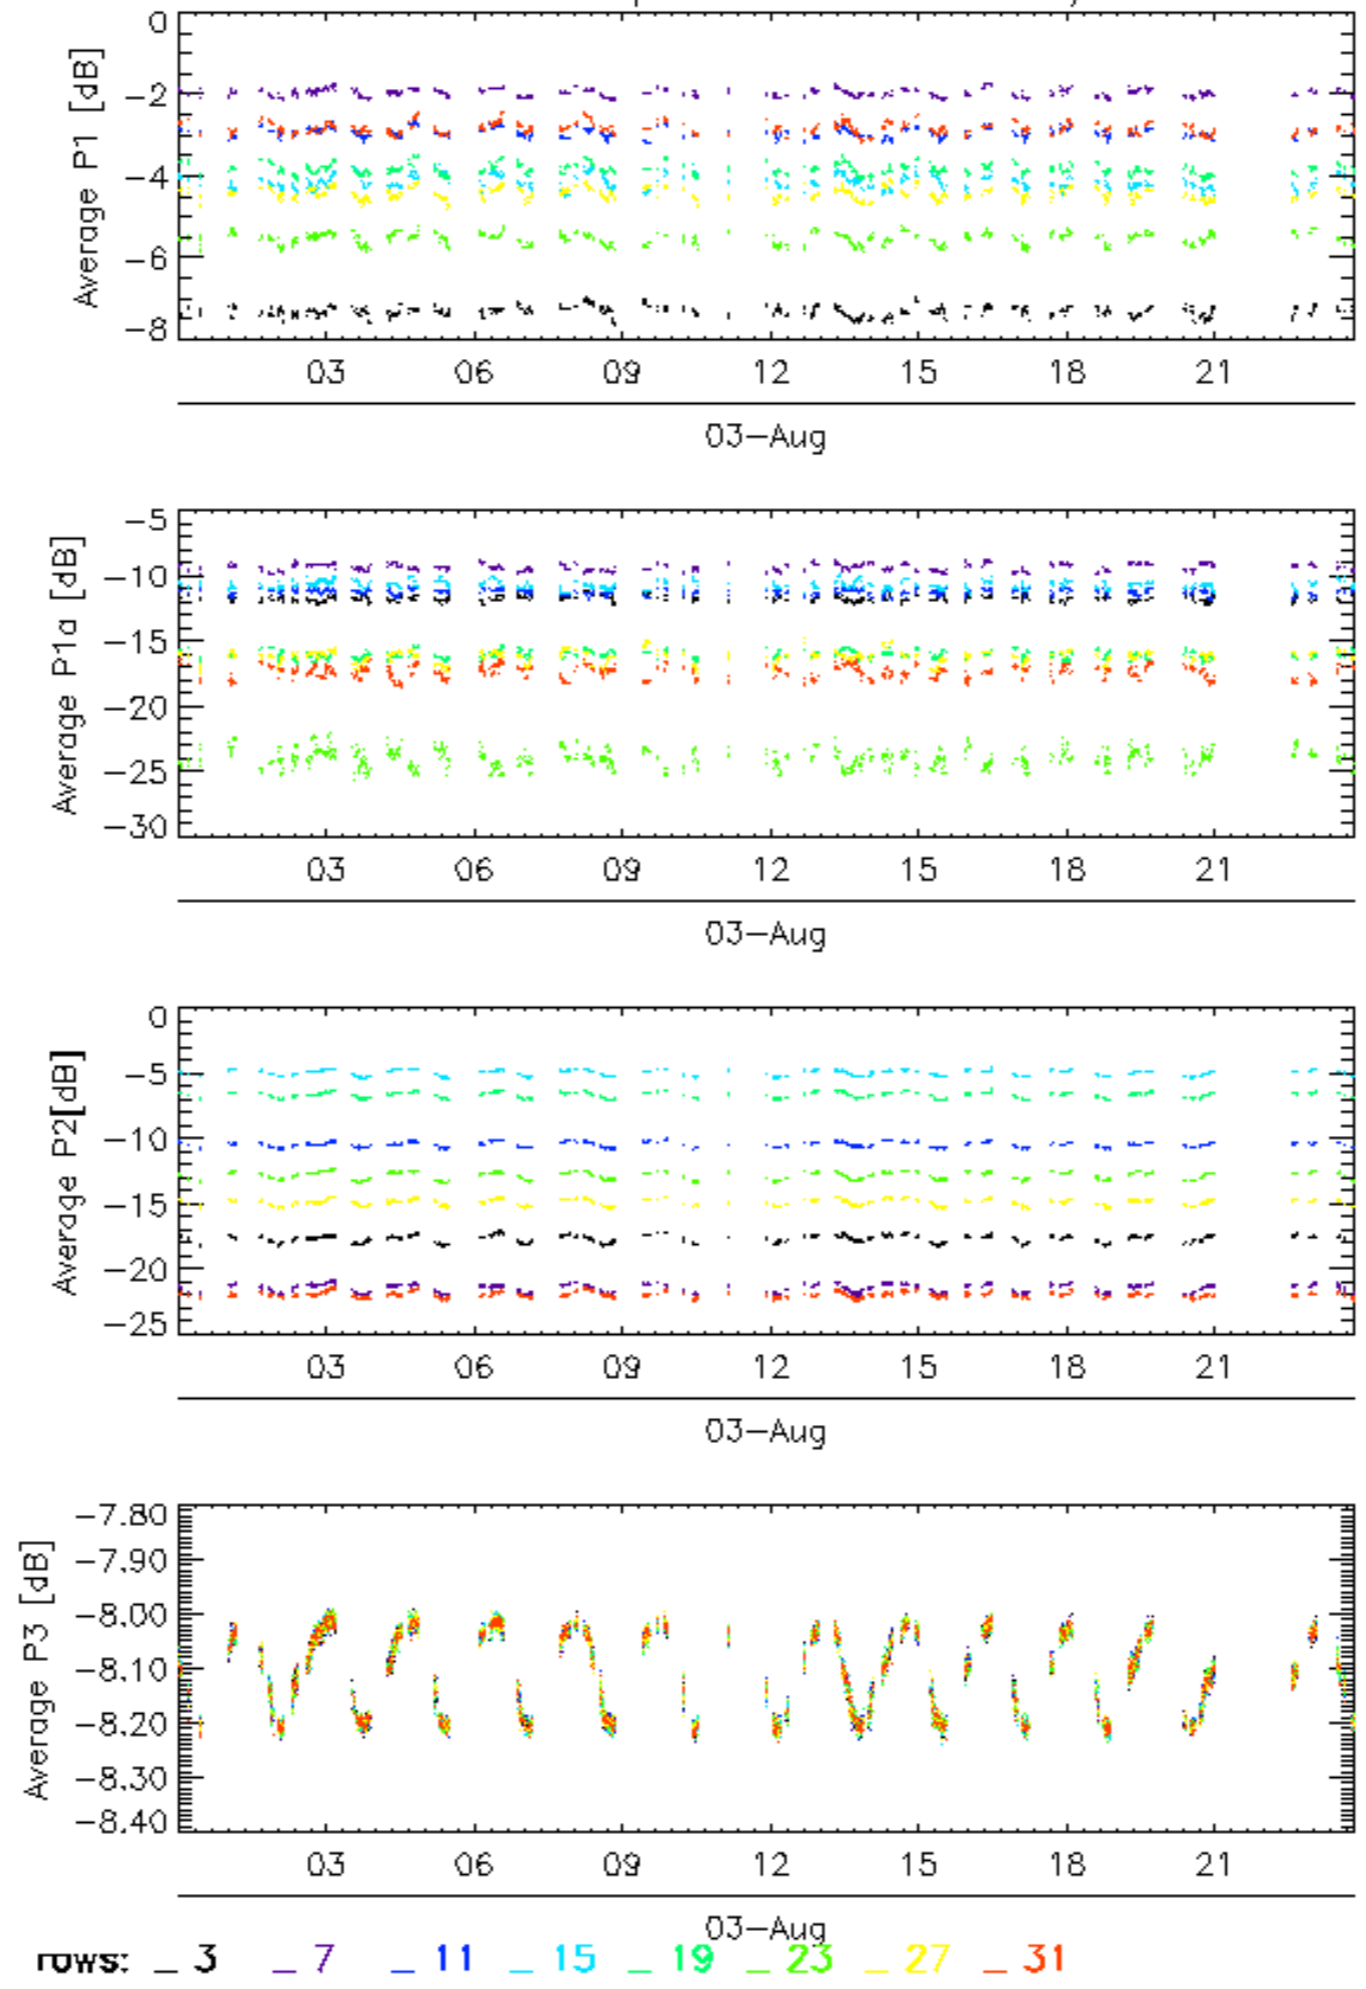 0
-2
-4
-6
-8
Average P1 [dB]
03 06 09 12 15 18 21
03-Aug
-5
-10
-15
-20
-25
-30
Average P1a [dB]
03 06 09 12 15 18 21
03-Aug
0
-5
-10
-15
-20
-25
Average P2[dB]
03 06 09 12 15 18 21
03-Aug
-7.80
-7.90
-8.00
-8.10
-8.20
-8.30
-8.40
Average P3 [dB]
03 06 09 12 15 18 21
03-Aug
rows: _ 3 _ 7 _ 11 _ 15 _ 19 _ 23 _ 27 _ 31